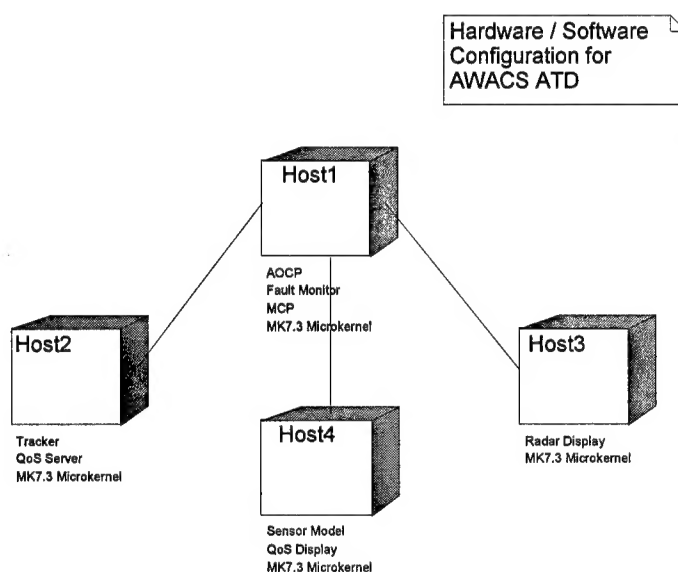 Hardware / Software
Configuration for
AWACS ATD
Host1
AOCP
Fault Monitor
MCP
MK7.3 Microkernel
Host2
Tracker
QoS Server
MK7.3 Microkernel
Host4
Sensor Model
QoS Display
MK7.3 Microkernel
Host3
Radar Display
MK7.3 Microkernel